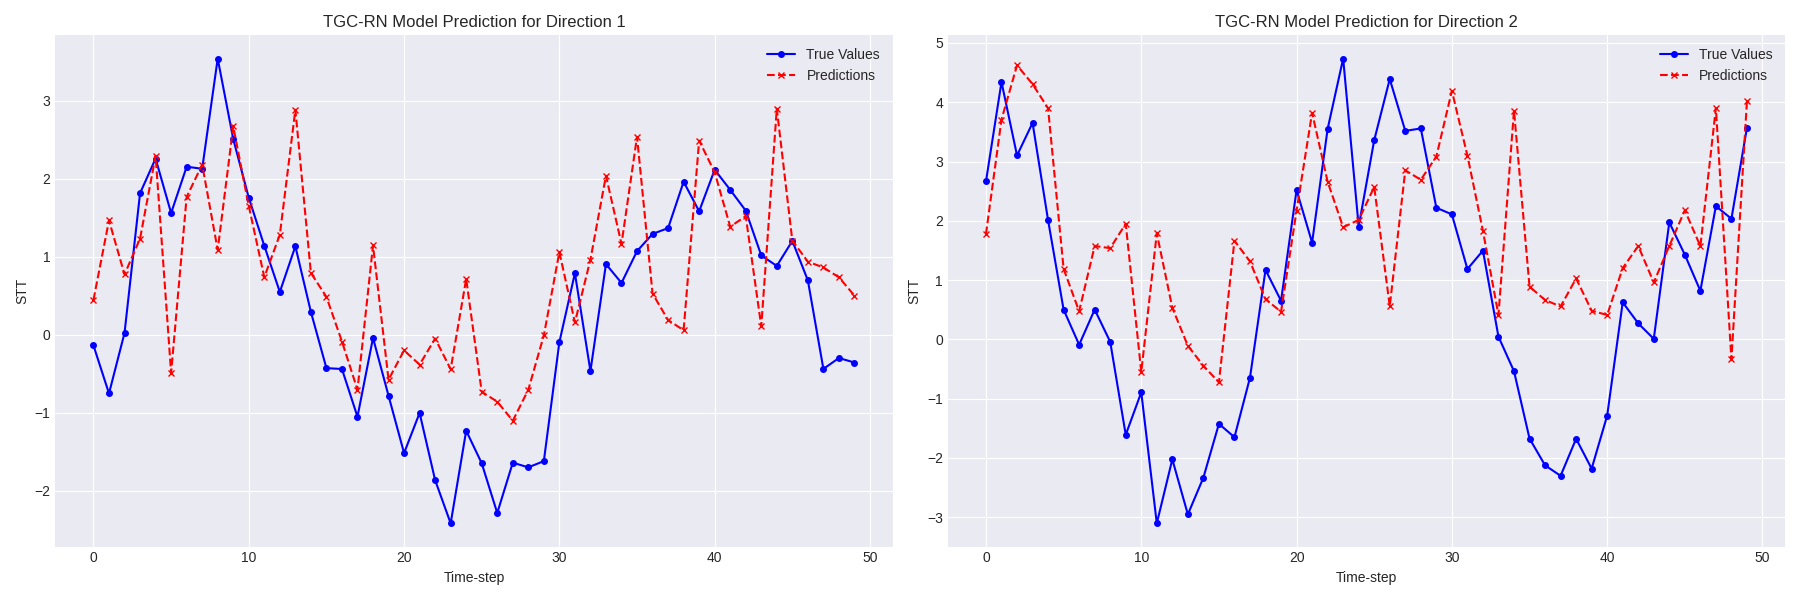 TGC-RN Model Prediction for Direction 1
True Values
Predictions
STT
3
2
1
0
−1
−2
0 10 20 30 40 50
Time-step
TGC-RN Model Prediction for Direction 2
True Values
Predictions
STT
5
4
3
2
1
0
−1
−2
−3
0 10 20 30 40 50
Time-step